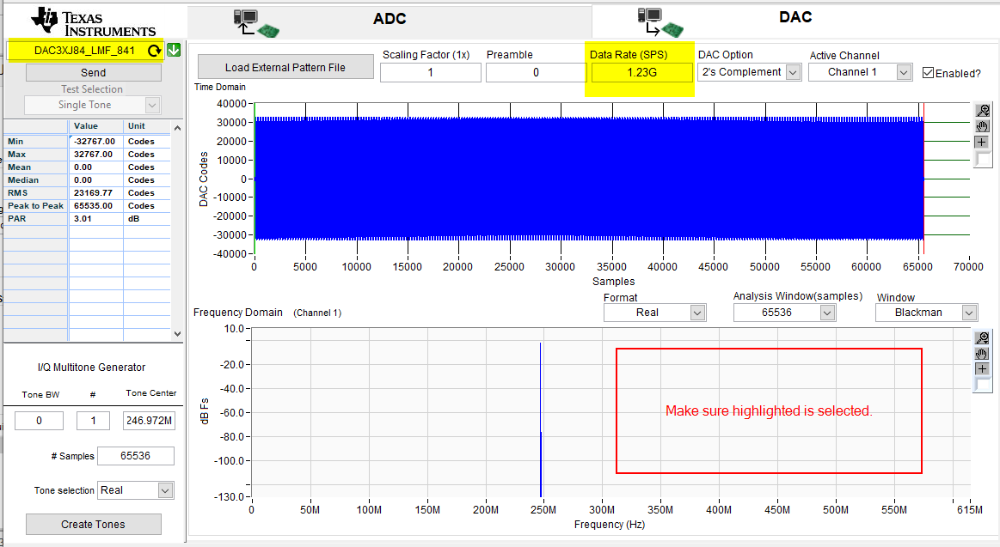 TEXAS
INSTRUMENTS
ADC
DAC
DAC3XJ84_LMF_841
Send
Test Selection
Single Tone
Value Unit
Min -32767.00 Codes
Max 32767.00 Codes
Mean 0.00 Codes
Median 0.00 Codes
RMS 23169.77 Codes
Peak to Peak 65535.00 Codes
PAR 3.01 dB
I/Q Multitone Generator
Tone BW # Tone Center
0 1 246.972M
# Samples 65536
Tone selection Real
Create Tones
Load External Pattern File
Scaling Factor (1x) Preamble Data Rate (SPS) DAC Option Active Channel
1 0 1.23G 2's Complement Channel 1 Enabled?
Time Domain
DAC Codes
40000
30000
20000
10000
0
-10000
-20000
-30000
-40000
0 5000 10000 15000 20000 25000 30000 35000 40000 45000 50000 55000 60000 65000 70000
Samples
Format Analysis Window(samples) Window
Real 65536 Blackman
Frequency Domain (Channel 1)
dB Fs
10.0
-20.0
-40.0
-60.0
-80.0
-100.0
-130.0
Make sure highlighted is selected.
0 50M 100M 150M 200M 250M 300M 350M 400M 450M 500M 550M 615M
Frequency (Hz)